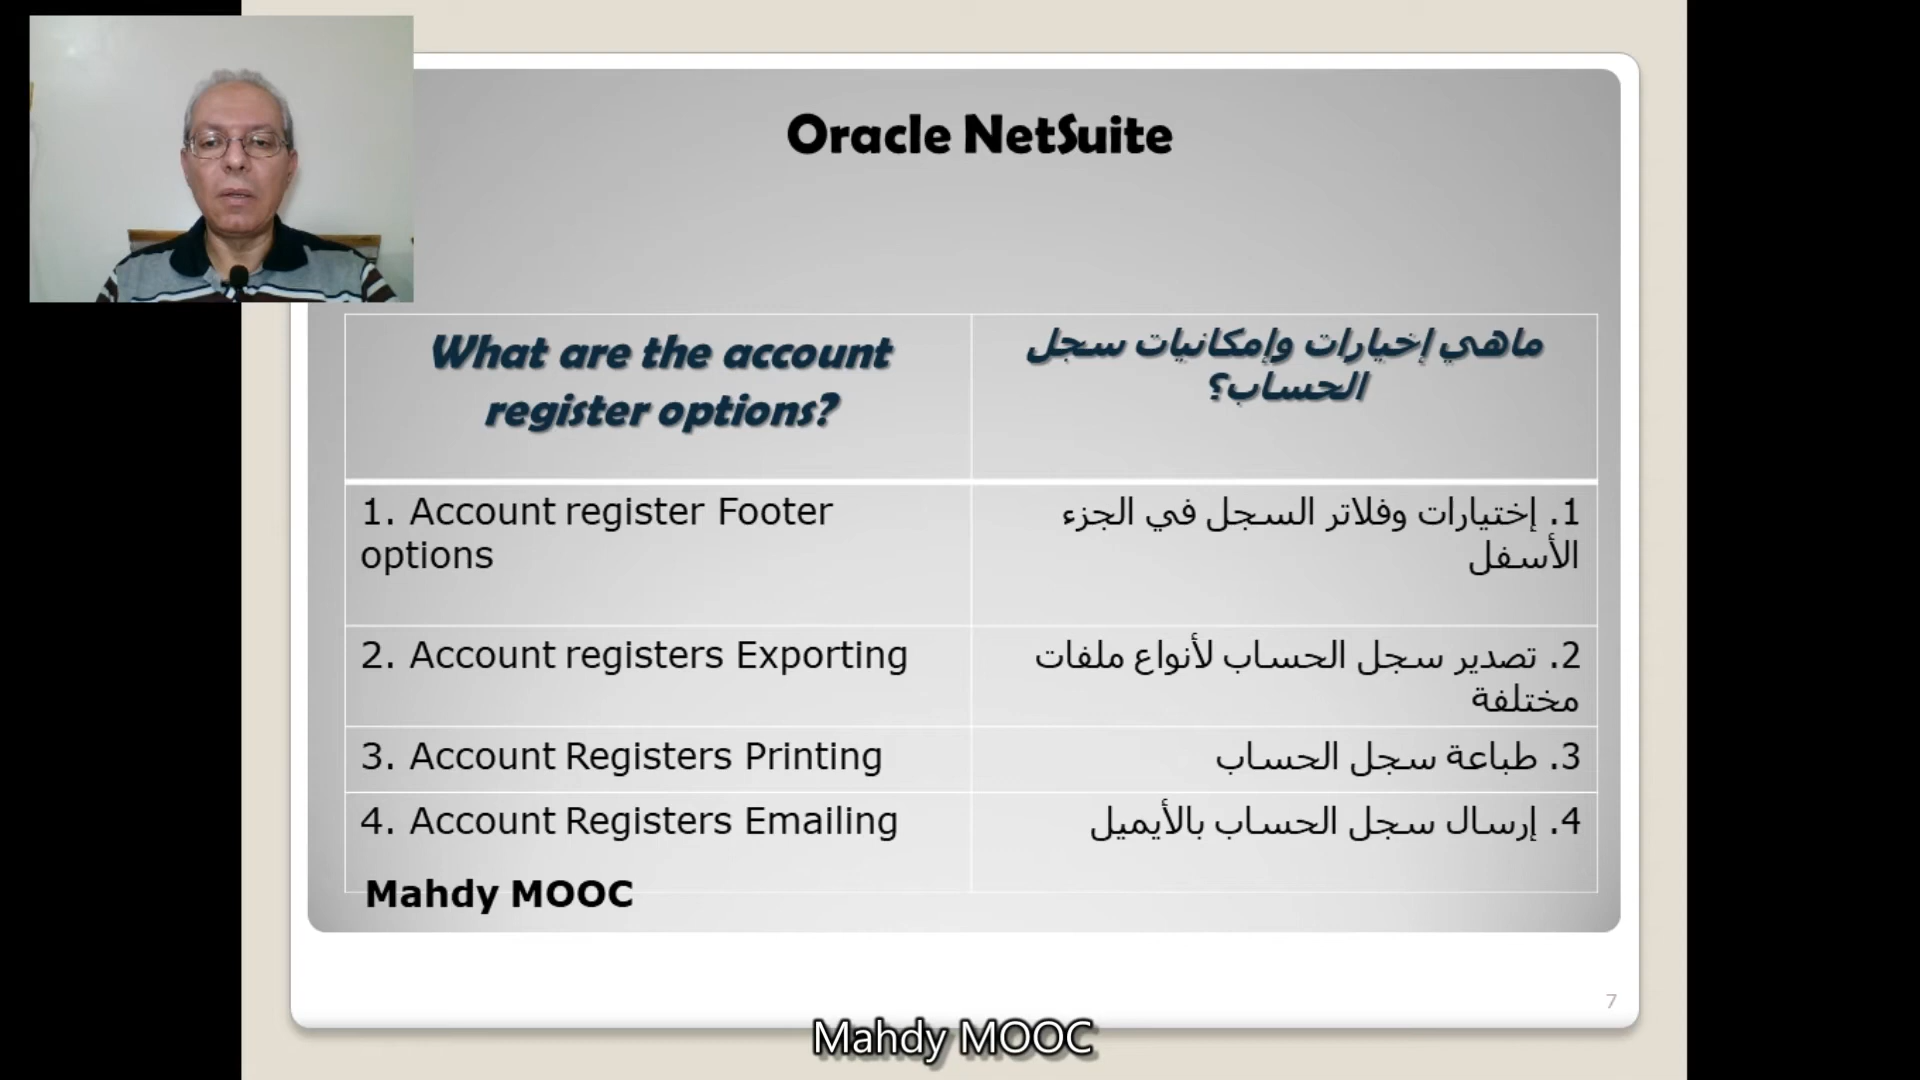 Oracle NetSuite
What are the account
register options?
ماهي إخيارات وإمكانيات سجل
الحساب؟
1. Account register Footer
options
1. إختيارات وفلاتر السجل في الجزء
الأسفل
2. Account registers Exporting
2. تصدير سجل الحساب لأنواع ملفات
مختلفة
3. Account Registers Printing
3. طباعة سجل الحساب
4. Account Registers Emailing
4. إرسال سجل الحساب بالأيميل
Mahdy MOOC
7
Mahdy MOOC